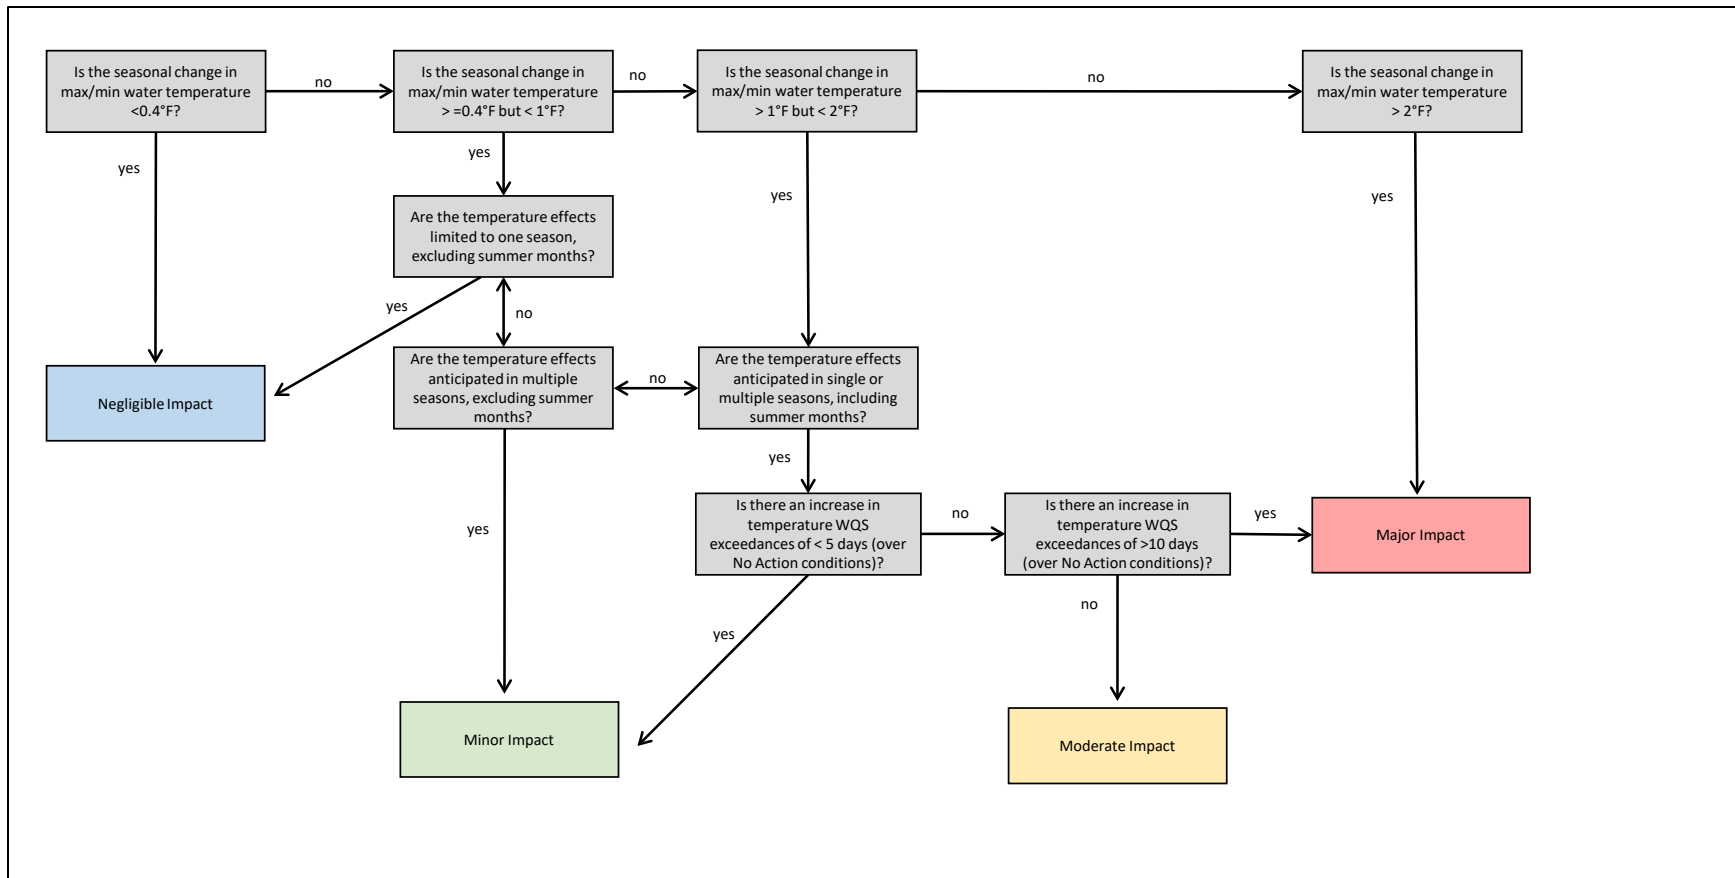 Is the seasonal change in
max/min water temperature
<0.4°F?
no
Is the seasonal change in
max/min water temperature
> =0.4°F but < 1°F?
no
Is the seasonal change in
max/min water temperature
> 1°F but < 2°F?
no
Is the seasonal change in
max/min water temperature
> 2°F?
yes
yes
yes
yes
Are the temperature effects
limited to one season,
excluding summer months?
yes
no
Negligible Impact
Are the temperature effects
anticipated in multiple
seasons, excluding summer
months?
no
Are the temperature effects
anticipated in single or
multiple seasons, including
summer months?
yes
yes
Is there an increase in
temperature WQS
exceedances of < 5 days (over
No Action conditions)?
no
Is there an increase in
temperature WQS
exceedances of >10 days
(over No Action conditions)?
yes
Major Impact
yes
no
Minor Impact
Moderate Impact